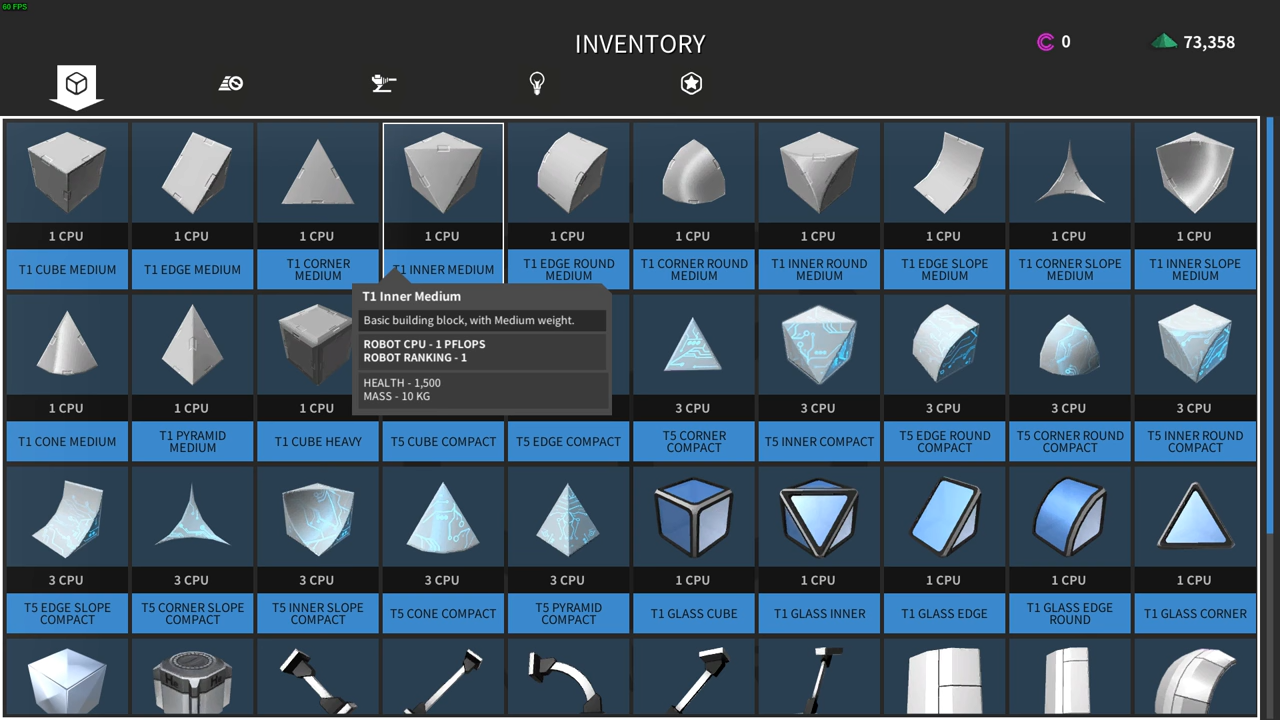 60 FPS
INVENTORY
0
73,358
1 CPU
1 CPU
1 CPU
1 CPU
1 CPU
1 CPU
1 CPU
1 CPU
1 CPU
1 CPU
T1 CUBE MEDIUM
T1 EDGE MEDIUM
T1 CORNER
MEDIUM
T1 INNER MEDIUM
T1 EDGE ROUND
MEDIUM
T1 CORNER ROUND
MEDIUM
T1 INNER ROUND
MEDIUM
T1 EDGE SLOPE
MEDIUM
T1 CORNER SLOPE
MEDIUM
T1 INNER SLOPE
MEDIUM
T1 Inner Medium
Basic building block, with Medium weight.
ROBOT CPU - 1 PFLOPS
ROBOT RANKING - 1
HEALTH - 1,500
MASS - 10 KG
1 CPU
1 CPU
1 CPU
3 CPU
3 CPU
3 CPU
3 CPU
3 CPU
T1 CONE MEDIUM
T1 PYRAMID
MEDIUM
T1 CUBE HEAVY
T5 CUBE COMPACT
T5 EDGE COMPACT
T5 CORNER
COMPACT
T5 INNER COMPACT
T5 EDGE ROUND
COMPACT
T5 CORNER ROUND
COMPACT
T5 INNER ROUND
COMPACT
3 CPU
3 CPU
3 CPU
3 CPU
3 CPU
1 CPU
1 CPU
1 CPU
1 CPU
1 CPU
T5 EDGE SLOPE
COMPACT
T5 CORNER SLOPE
COMPACT
T5 INNER SLOPE
COMPACT
T5 CONE COMPACT
T5 PYRAMID
COMPACT
T1 GLASS CUBE
T1 GLASS INNER
T1 GLASS EDGE
T1 GLASS EDGE
ROUND
T1 GLASS CORNER